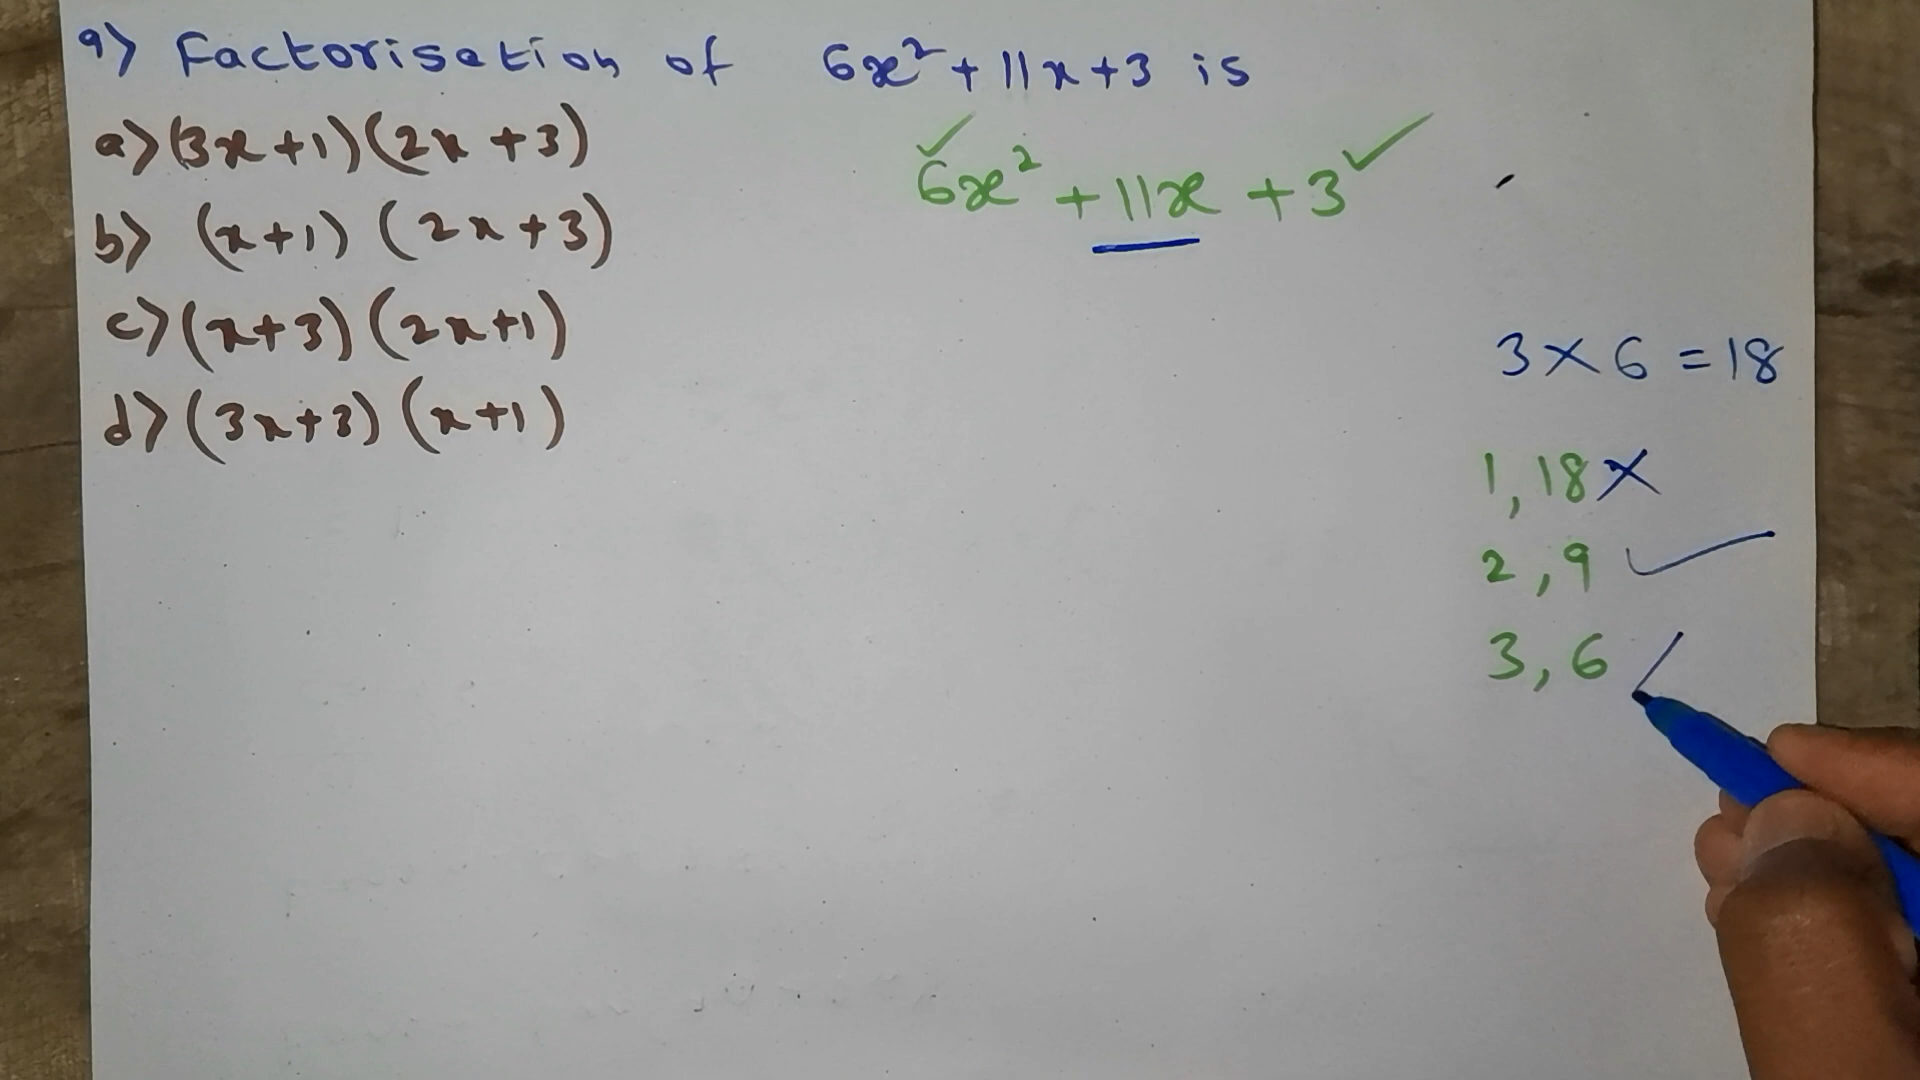 9) Factorisation of 6x² + 11x + 3 is
a) (3x + 1) (2x + 3)
b) (x + 1) (2x + 3)
c) (x + 3) (2x + 1)
d) (3x + 3) (x + 1)
6x² + 11x + 3
3 × 6 = 18
1, 18 ×
2, 9 ✓
3, 6